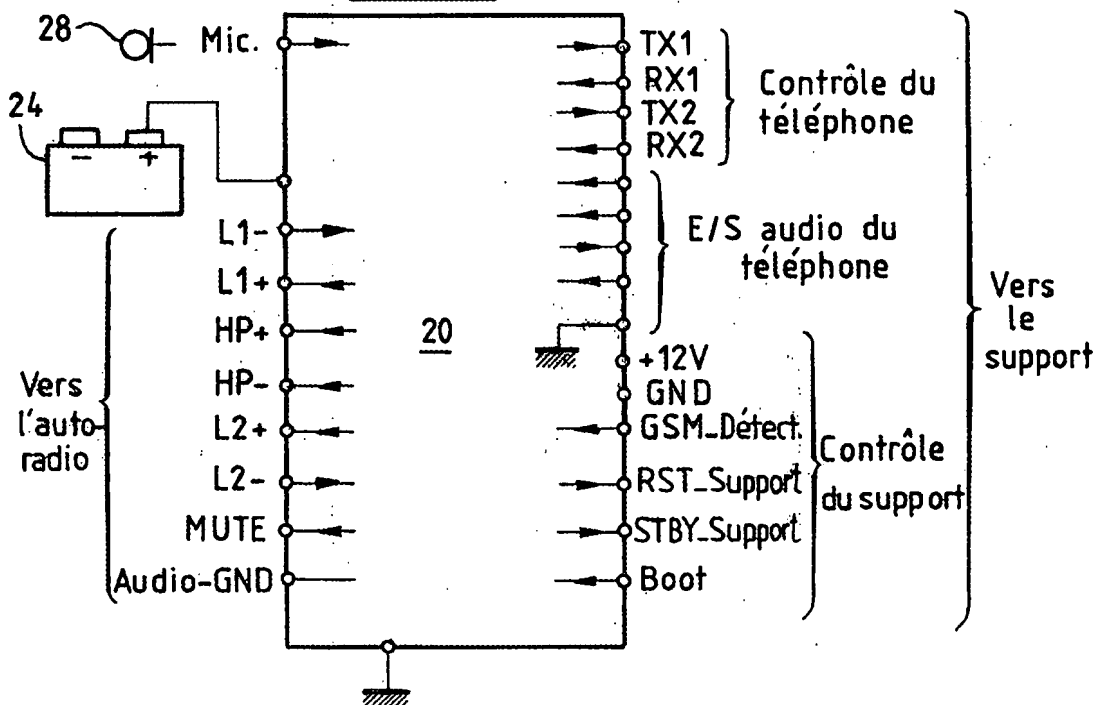 28
Mic.
24
−
+
L1-
L1+
HP+
HP-
L2+
L2-
MUTE
Audio-GND
Vers
l'auto-
radio
20
TX1
RX1
TX2
RX2
Contrôle du
téléphone
E/S audio du
téléphone
+12V
GND
GSM_Détect.
RST_Support
STBY_Support
Boot
Contrôle
du support
Vers
le
support